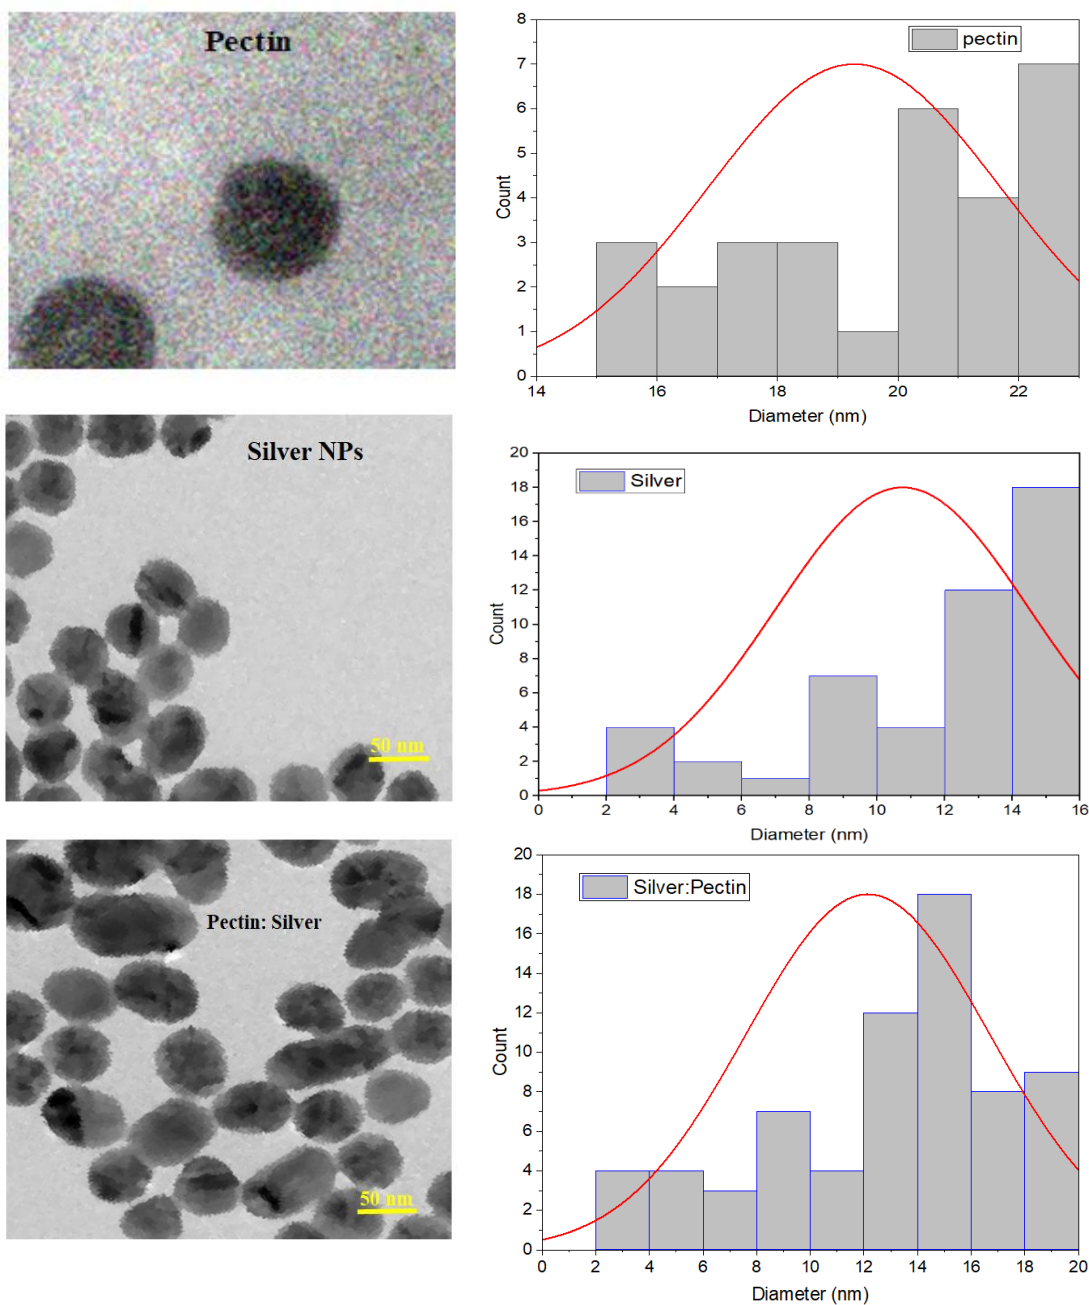 Pectin
pectin
8
7
6
5
4
3
2
1
0
Count
14 16 18 20 22
Diameter (nm)
Silver NPs
50 nm
Silver
20
18
16
14
12
10
8
6
4
2
0
Count
0 2 4 6 8 10 12 14 16
Diameter (nm)
Pectin: Silver
50 nm
Silver:Pectin
20
18
16
14
12
10
8
6
4
2
0
Count
0 2 4 6 8 10 12 14 16 18 20
Diameter (nm)